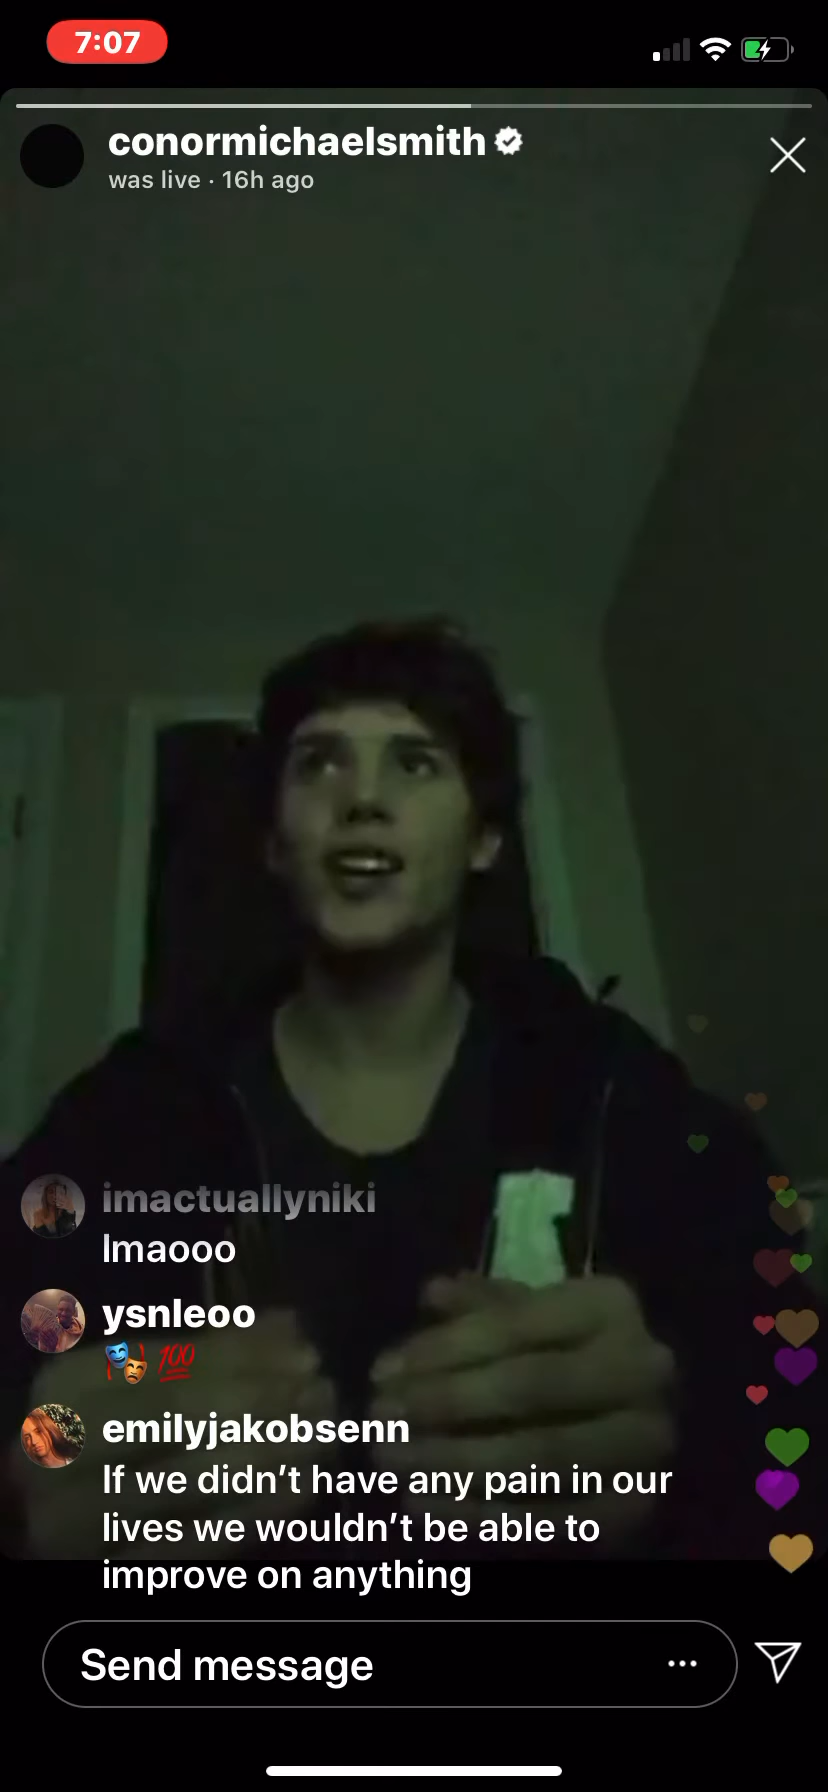 7:07
conormichaelsmith
was live · 16h ago
imactuallyniki
lmaooo
ysnleoo
🎭 💯
emilyjakobsenn
If we didn’t have any pain in our
lives we wouldn’t be able to
improve on anything
Send message